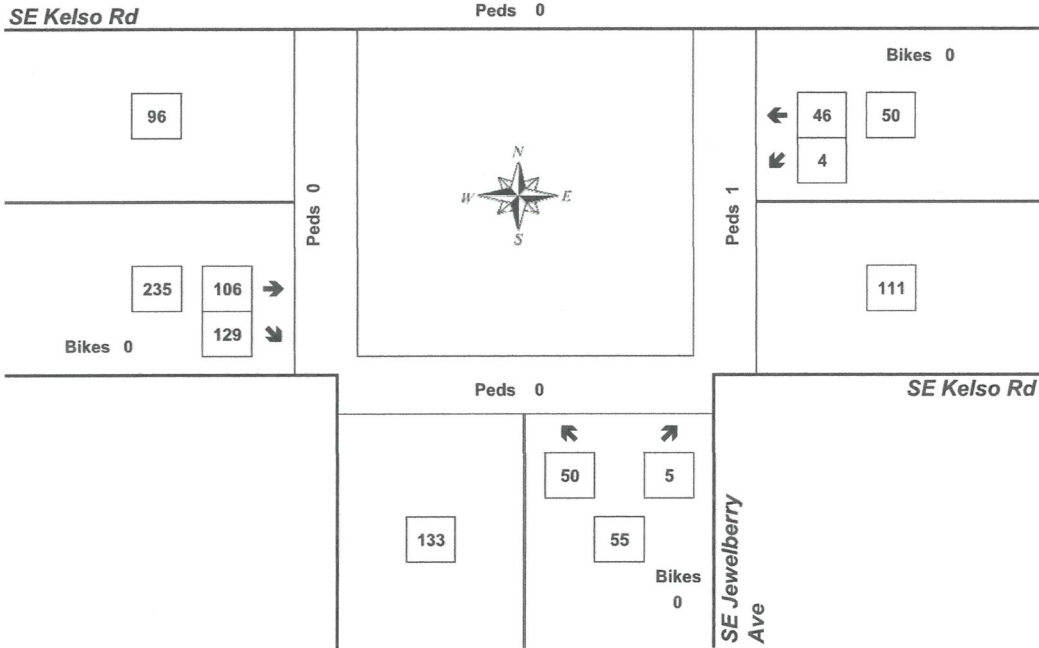 SE Kelso Rd
Peds 0
Bikes 0
96
46
50
4
N
W
E
S
Peds 0
Peds 1
235
106
129
Bikes 0
111
Peds 0
SE Kelso Rd
50
5
133
55
Bikes
0
SE Jewelberry
Ave